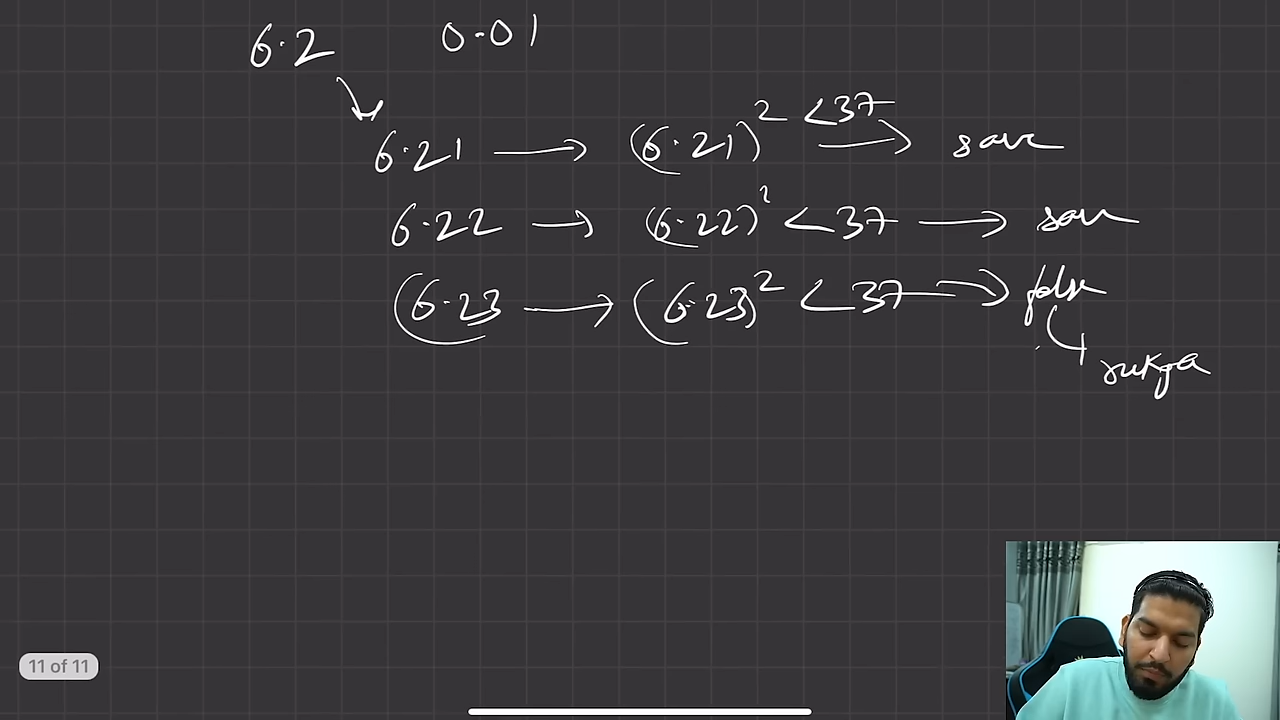 6.2 0.01
6.21 → (6.21)² <37 → save
6.22 → (6.22)² <37 → save
(6.23 → (6.23)² <37 → false
rukga
11 of 11